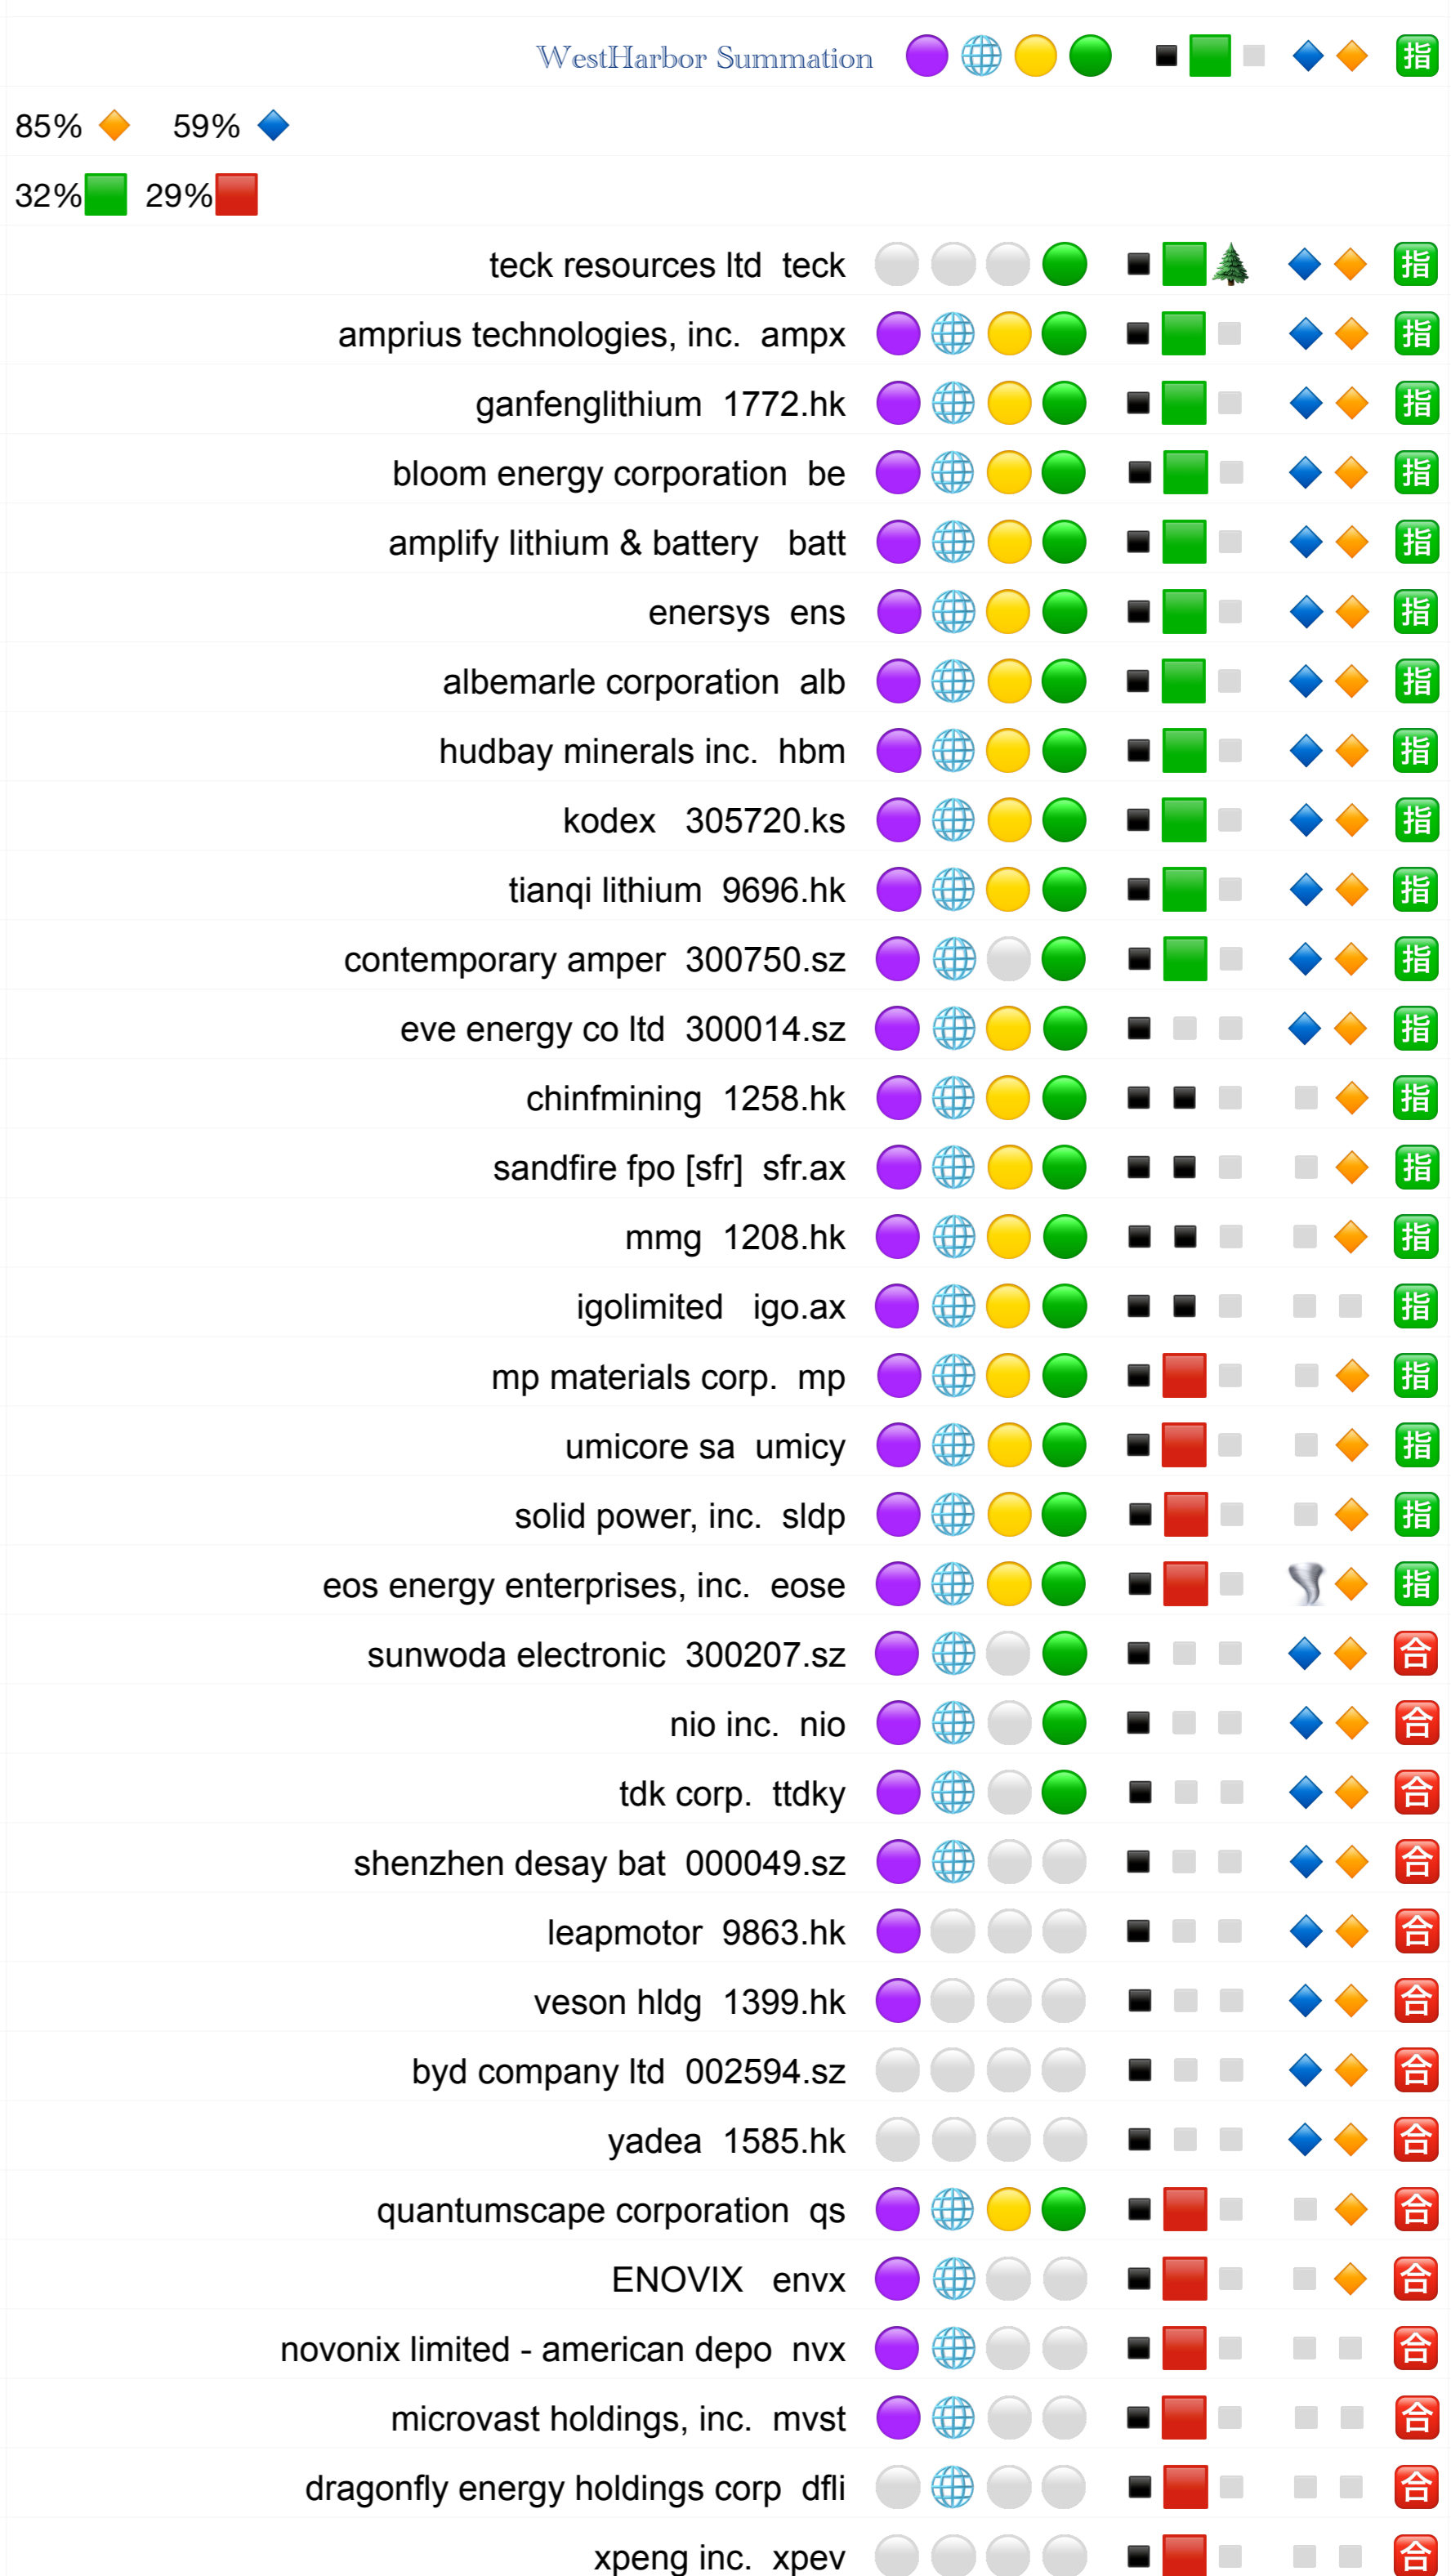 WestHarbor Summation 🟣 🌐 🟡 🟢 ▪️ 🟩 ◽ 🔹 🔸 指
85% 🔸 59% 🔹
32%🟩 29%🟥
teck resources ltd teck 指
amprius technologies, inc. ampx 指
ganfenglithium 1772.hk 指
bloom energy corporation be 指
amplify lithium & battery batt 指
enersys ens 指
albemarle corporation alb 指
hudbay minerals inc. hbm 指
kodex 305720.ks 指
tianqi lithium 9696.hk 指
contemporary amper 300750.sz 指
eve energy co ltd 300014.sz 指
chinfmining 1258.hk 指
sandfire fpo [sfr] sfr.ax 指
mmg 1208.hk 指
igolimited igo.ax 指
mp materials corp. mp 指
umicore sa umicy 指
solid power, inc. sldp 指
eos energy enterprises, inc. eose 指
sunwoda electronic 300207.sz 合
nio inc. nio 合
tdk corp. ttdky 合
shenzhen desay bat 000049.sz 合
leapmotor 9863.hk 合
veson hldg 1399.hk 合
byd company ltd 002594.sz 合
yadea 1585.hk 合
quantumscape corporation qs 合
ENOVIX envx 合
novonix limited - american depo nvx 合
microvast holdings, inc. mvst 合
dragonfly energy holdings corp dfli 合
xpeng inc. xpev 合